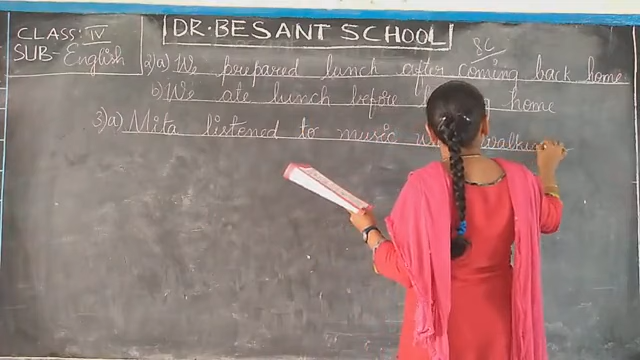 DR. BESANT SCHOOL
CLASS: IV
SUB- English
8C
2) a) We prepared lunch after coming back home
b) We ate lunch before home
3) a) Mita listened to music